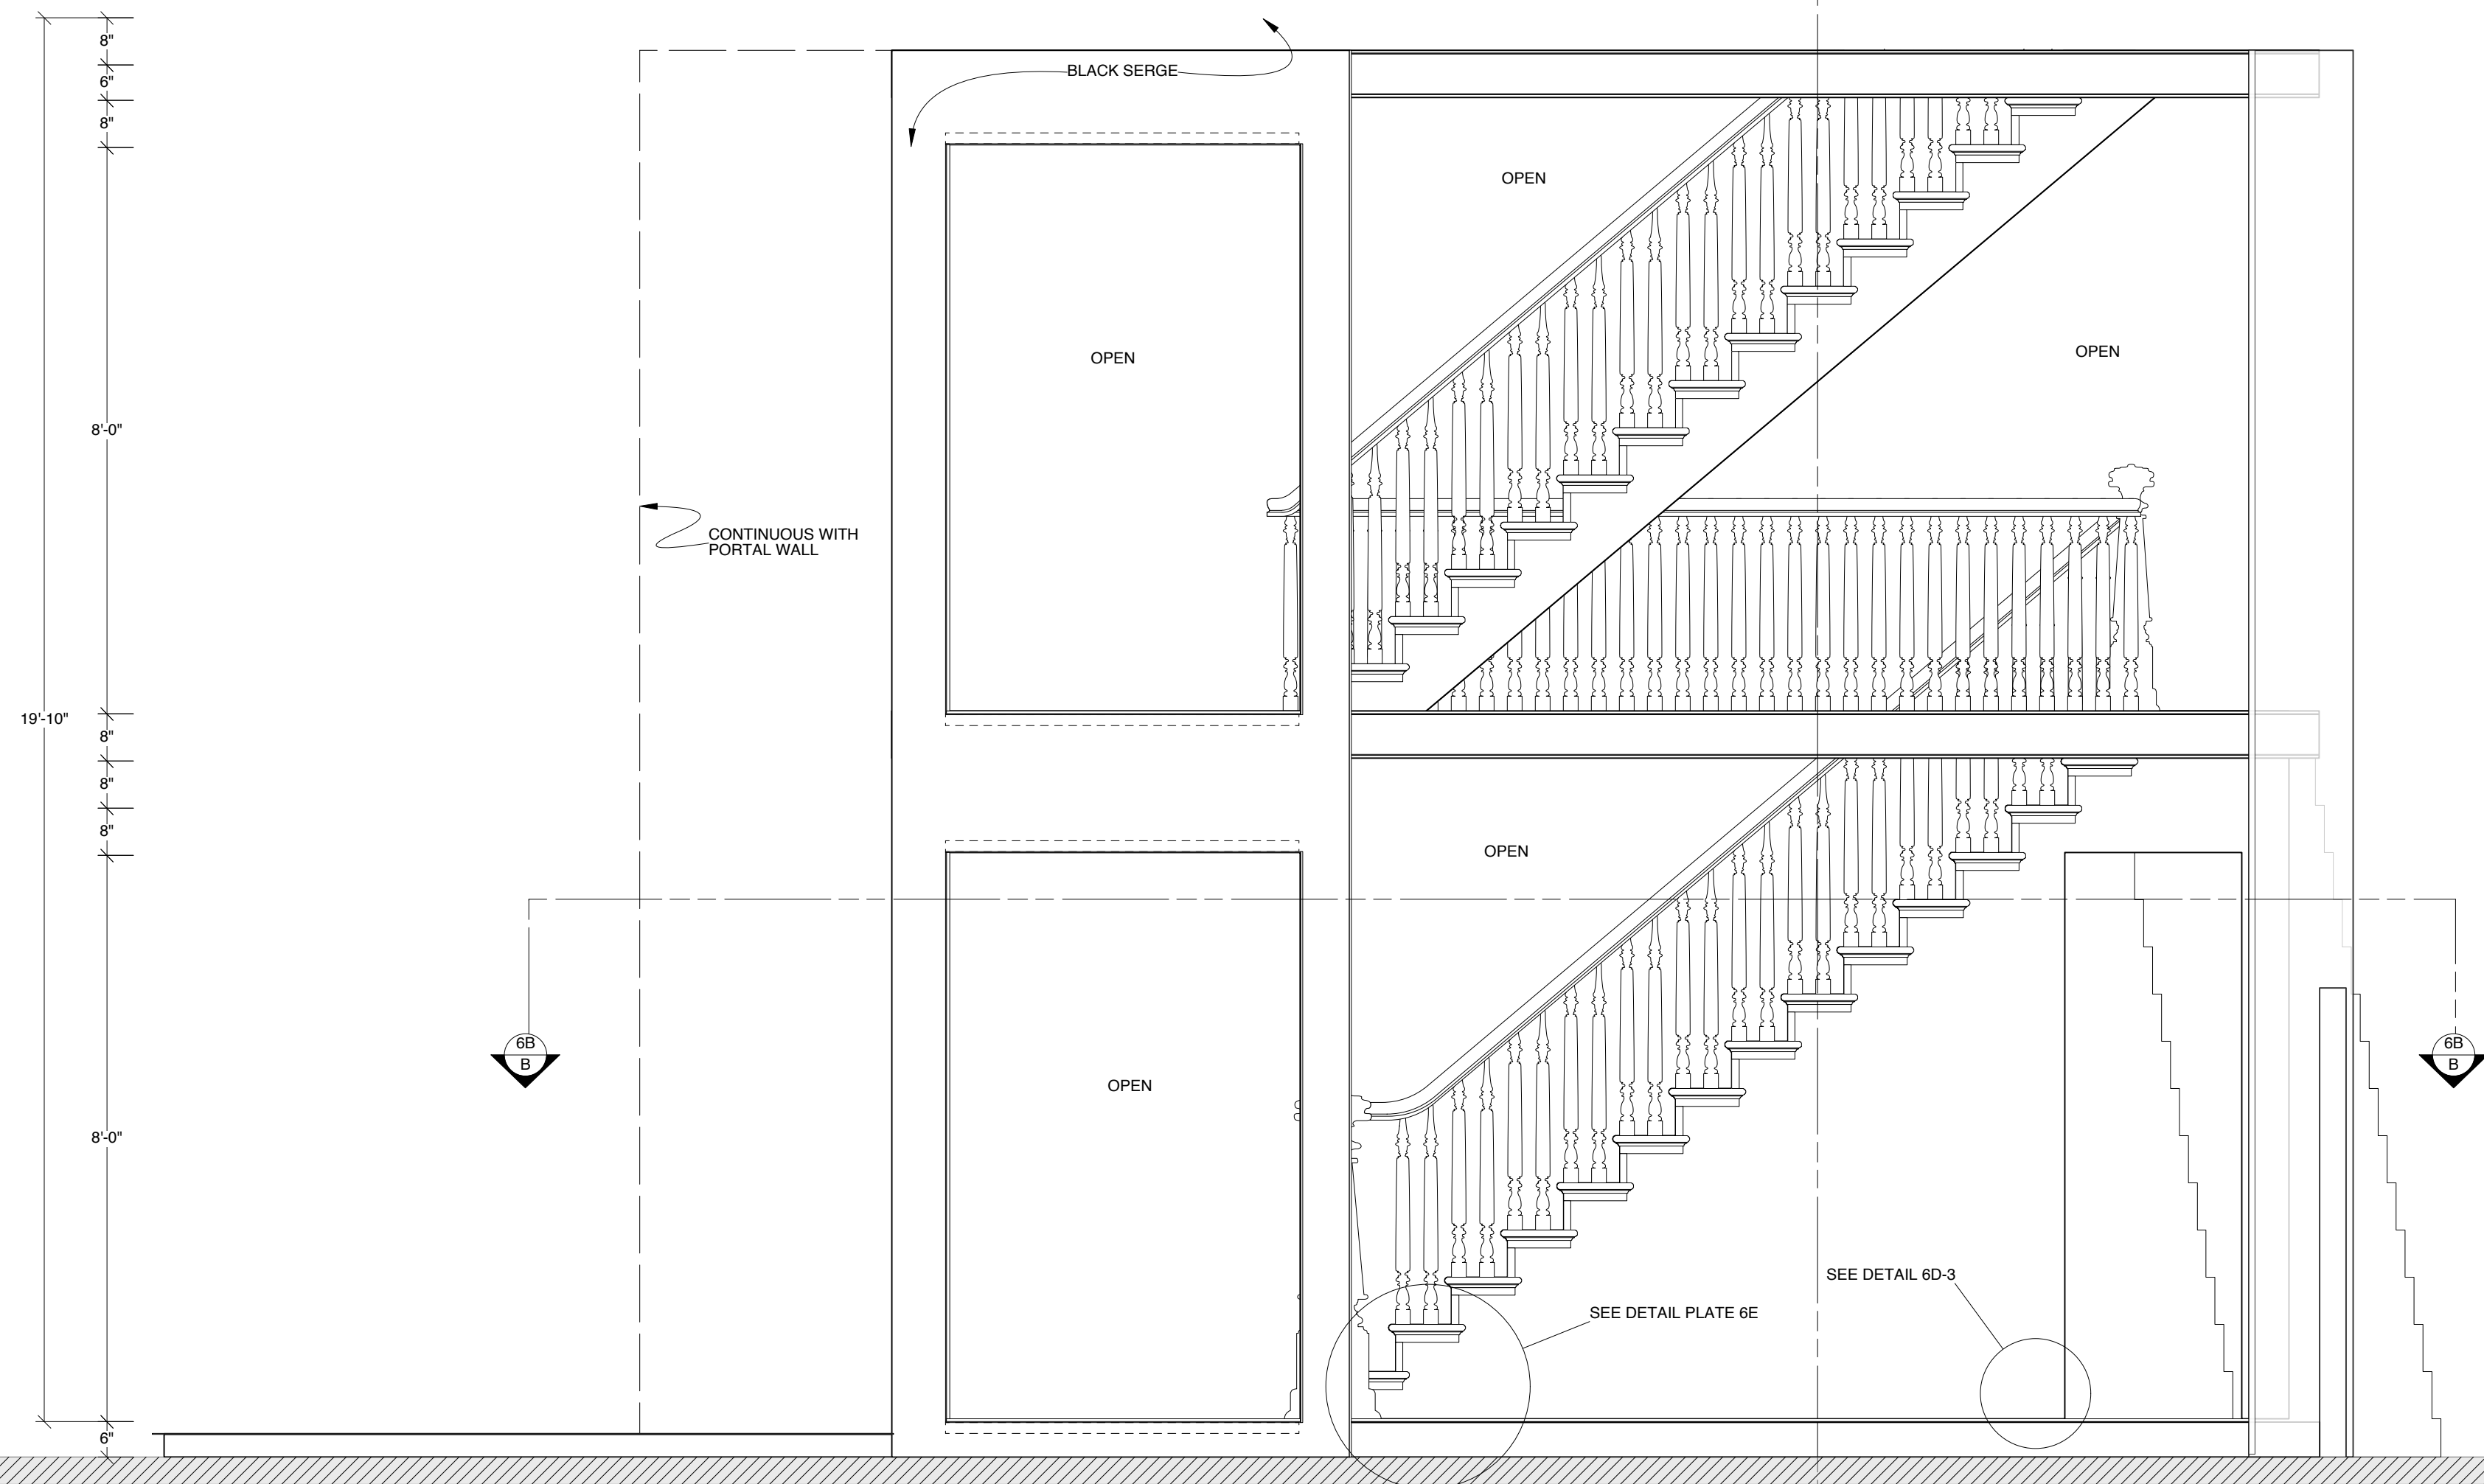 8"
BLACK SERGE
6"
8"
OPEN
OPEN
OPEN
8'-0"
CONTINUOUS WITH
PORTAL WALL
19'-10"
8"
8"
8"
OPEN
6B
B
6B
B
OPEN
8'-0"
SEE DETAIL 6D-3
SEE DETAIL PLATE 6E
6"